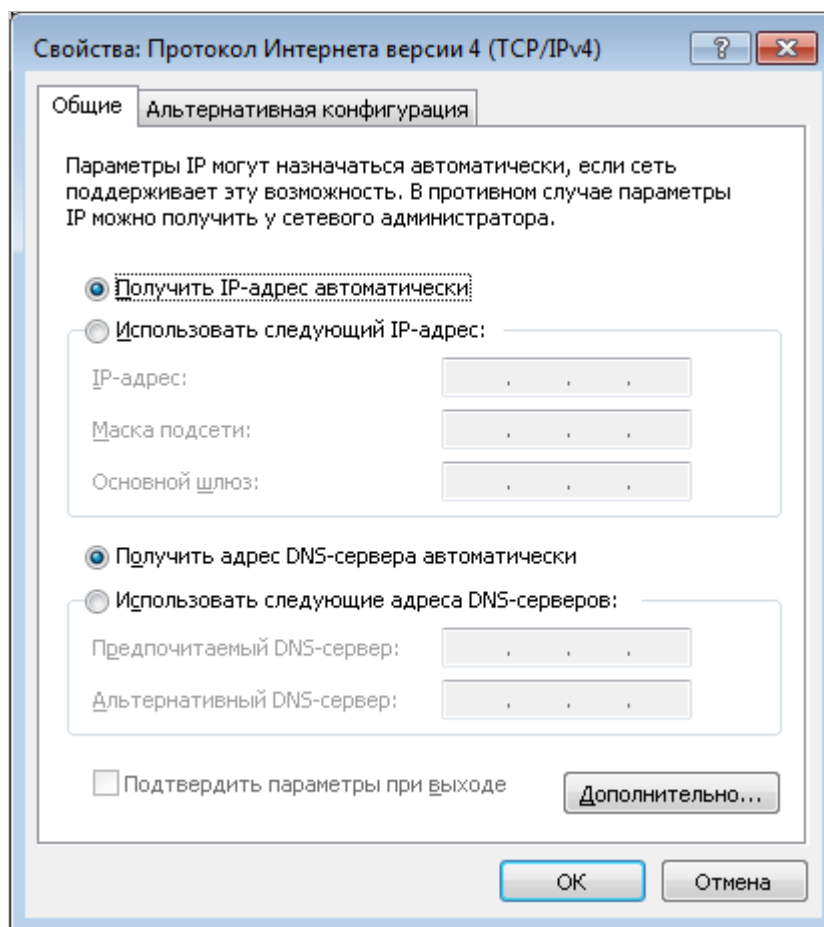 Свойства: Протокол Интернета версии 4 (TCP/IPv4)
Общие
Альтернативная конфигурация
Параметры IP могут назначаться автоматически, если сеть
поддерживает эту возможность. В противном случае параметры
IP можно получить у сетевого администратора.
Получить IP-адрес автоматически
Использовать следующий IP-адрес:
IP-адрес:
Маска подсети:
Основной шлюз:
Получить адрес DNS-сервера автоматически
Использовать следующие адреса DNS-серверов:
Предпочитаемый DNS-сервер:
Альтернативный DNS-сервер:
Подтвердить параметры при выходе
Дополнительно...
ОК
Отмена